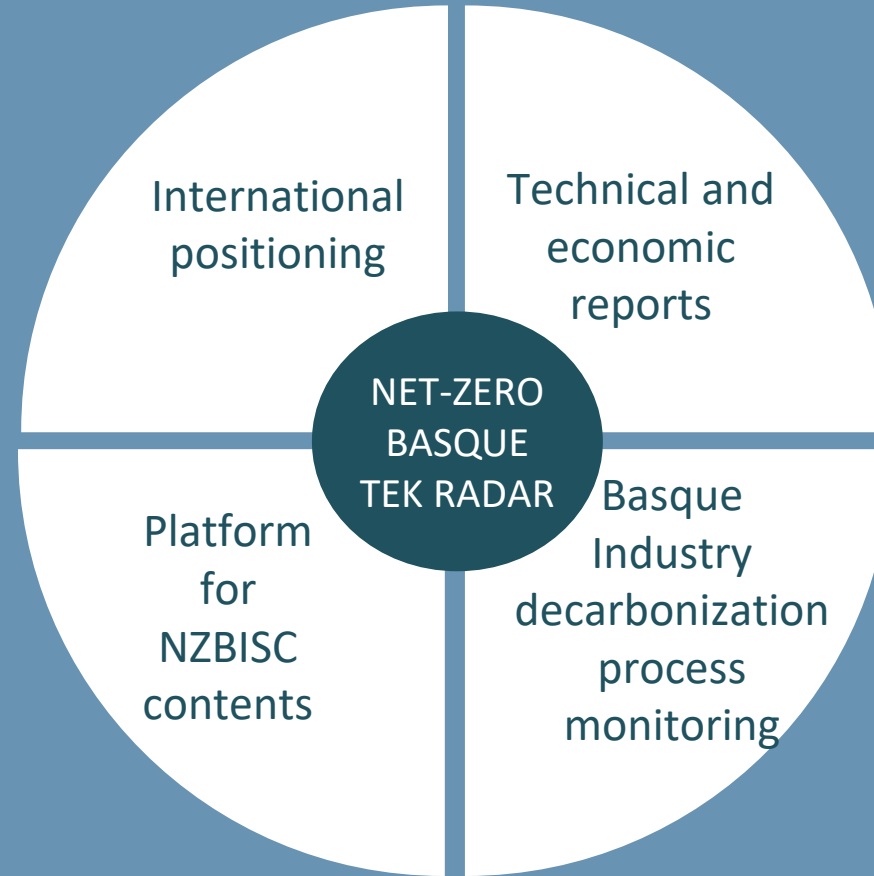 International
positioning
Technical and
economic
reports
NET-ZERO
BASQUE
TEK RADAR
Platform
for
NZBISC
contents
Basque
Industry
decarbonization
process
monitoring